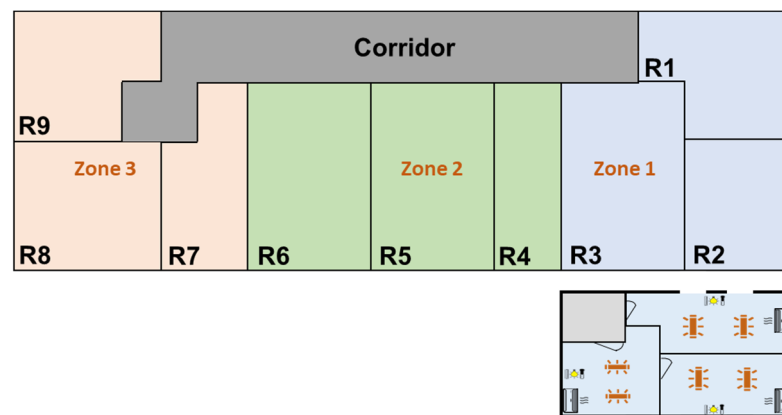 Corridor
R1
R9
Zone 3
Zone 2
Zone 1
R8
R7
R6
R5
R4
R3
R2